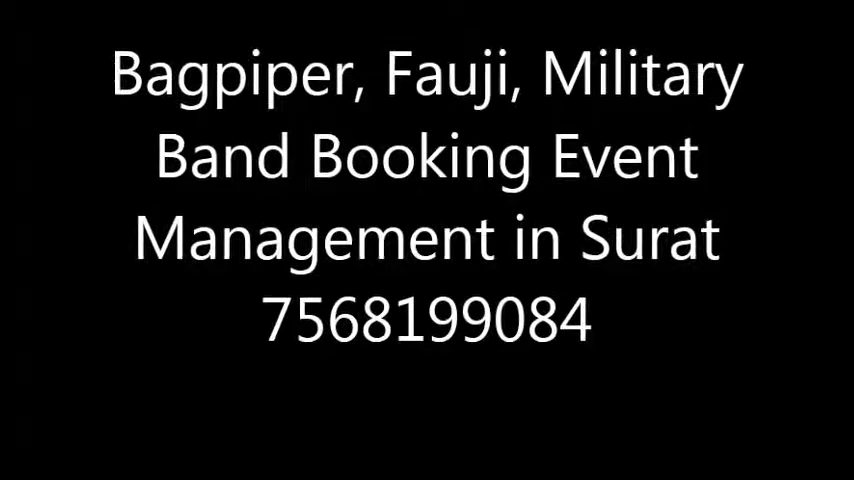 Bagpiper, Fauji, Military
Band Booking Event
Management in Surat
7568199084